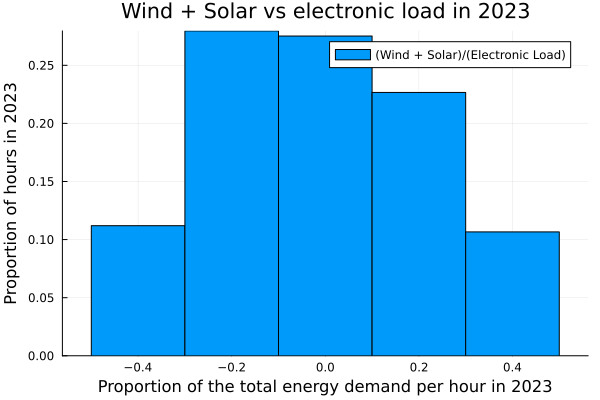 Wind + Solar vs electronic load in 2023
(Wind + Solar)/(Electronic Load)
Proportion of hours in 2023
0.25
0.20
0.15
0.10
0.05
0.00
−0.4 −0.2 0.0 0.2 0.4
Proportion of the total energy demand per hour in 2023